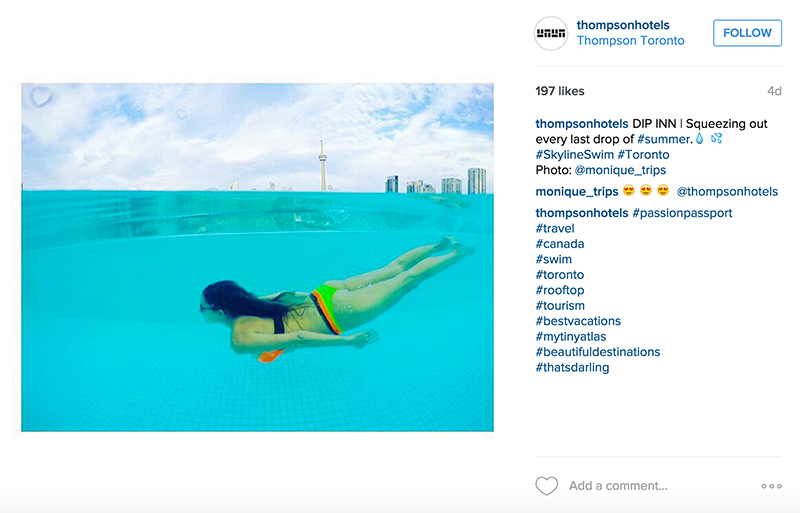 thompsonhotels
Thompson Toronto
FOLLOW
197 likes
4d
thompsonhotels DIP INN | Squeezing out
every last drop of #summer.💧 💦
#SkylineSwim #Toronto
Photo: @monique_trips
monique_trips 😍 😍 😍 @thompsonhotels
thompsonhotels #passionpassport
#travel
#canada
#swim
#toronto
#rooftop
#tourism
#bestvacations
#mytinyatlas
#beautifuldestinations
#thatsdarling
Add a comment...